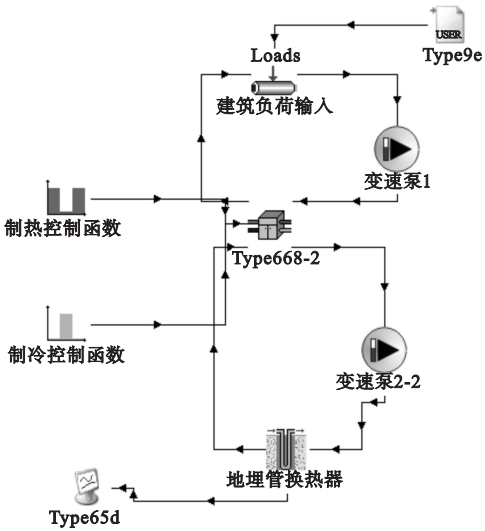 USER
Type9e
Loads
建筑负荷输入
变速泵1
制热控制函数
Type668-2
制冷控制函数
变速泵2-2
地埋管换热器
Type65d